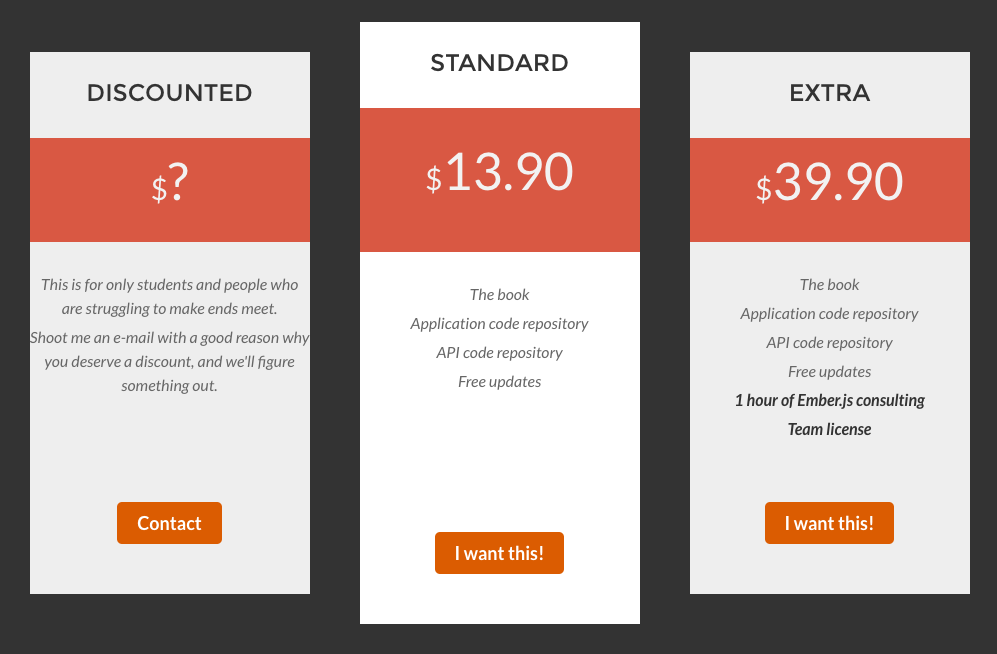 DISCOUNTED
$?
This is for only students and people who
are struggling to make ends meet.
Shoot me an e-mail with a good reason why
you deserve a discount, and we'll figure
something out.
Contact
STANDARD
$13.90
The book
Application code repository
API code repository
Free updates
I want this!
EXTRA
$39.90
The book
Application code repository
API code repository
Free updates
1 hour of Ember.js consulting
Team license
I want this!